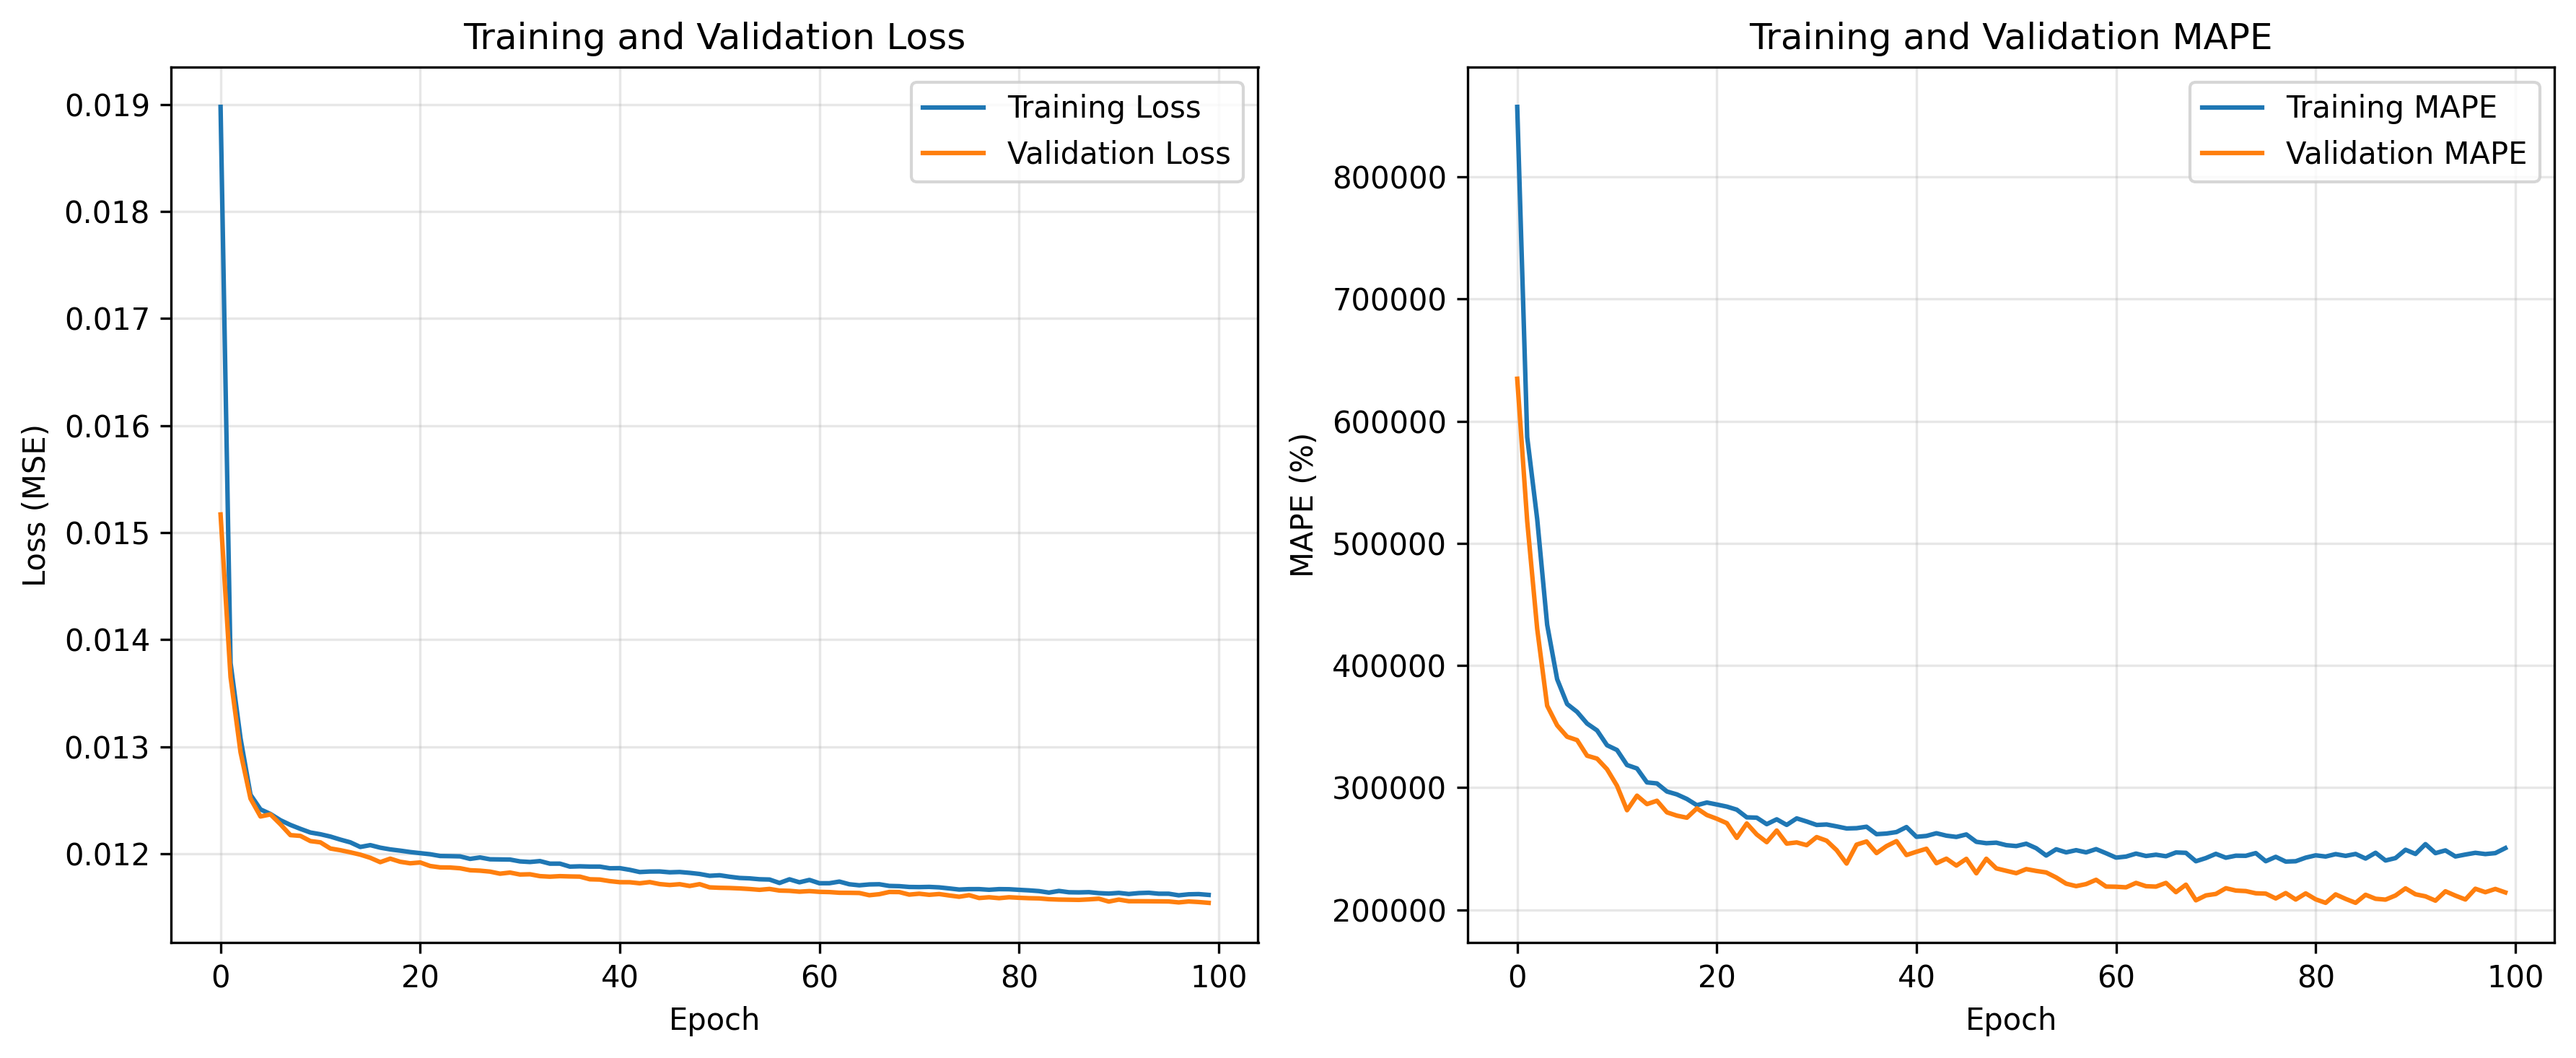 Training and Validation Loss
Loss (MSE)
0.019
0.018
0.017
0.016
0.015
0.014
0.013
0.012
Training Loss
Validation Loss
0 20 40 60 80 100
Epoch
Training and Validation MAPE
MAPE (%)
800000
700000
600000
500000
400000
300000
200000
Training MAPE
Validation MAPE
0 20 40 60 80 100
Epoch